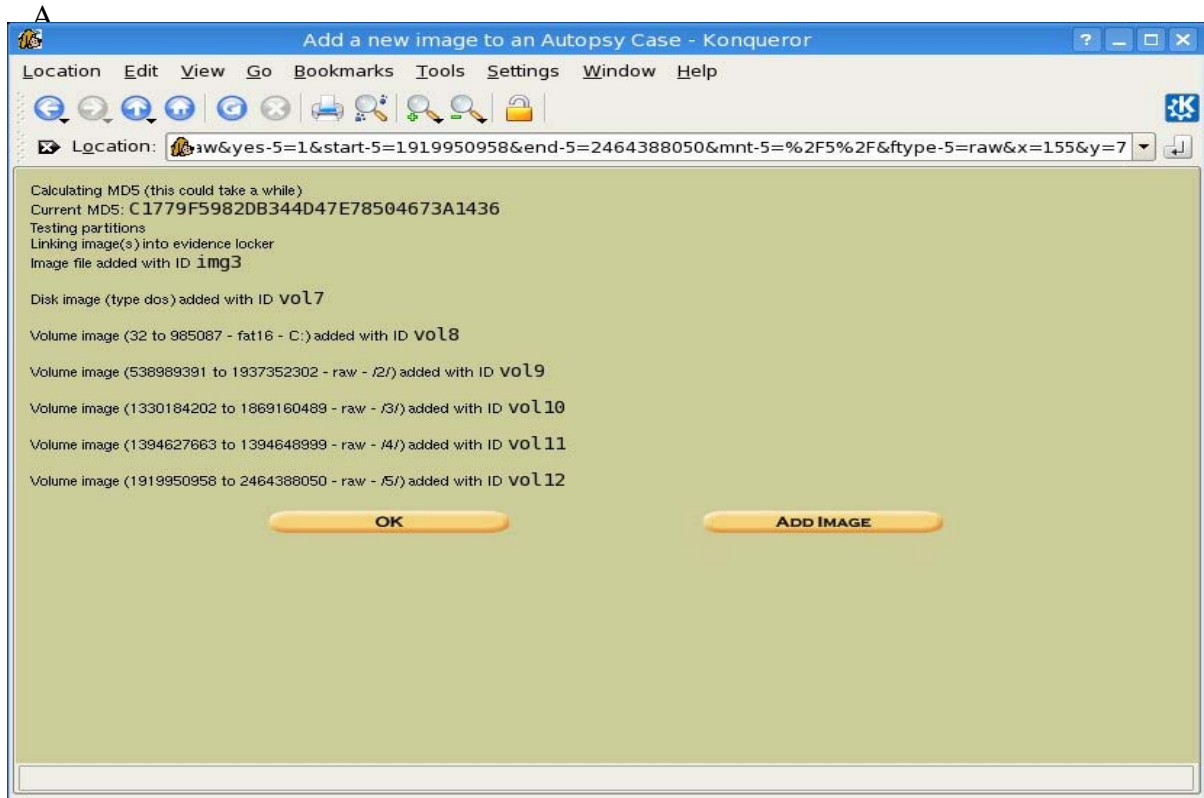 A
Add a new image to an Autopsy Case - Konqueror
Location Edit View Go Bookmarks Tools Settings Window Help
Location: aw&yes-5=1&start-5=1919950958&end-5=2464388050&mnt-5=%2F5%2F&ftype-5=raw&x=155&y=7
Calculating MD5 (this could take a while)
Current MD5: C1779F5982DB344D47E78504673A1436
Testing partitions
Linking image(s) into evidence locker
Image file added with ID img3
Disk image (type dos) added with ID vol7
Volume image (32 to 985087 - fat16 - C:) added with ID vol8
Volume image (538989391 to 1937352302 - raw - /2/) added with ID vol9
Volume image (1330184202 to 1869160489 - raw - /3/) added with ID vol10
Volume image (1394627663 to 1394648999 - raw - /4/) added with ID vol11
Volume image (1919950958 to 2464388050 - raw - /5/) added with ID vol12
OK ADD IMAGE